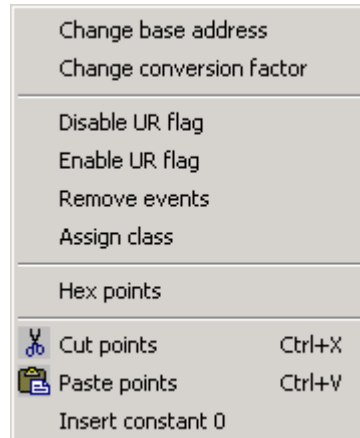 Change base address
Change conversion factor
Disable UR flag
Enable UR flag
Remove events
Assign class
Hex points
Cut points Ctrl+X
Paste points Ctrl+V
Insert constant 0